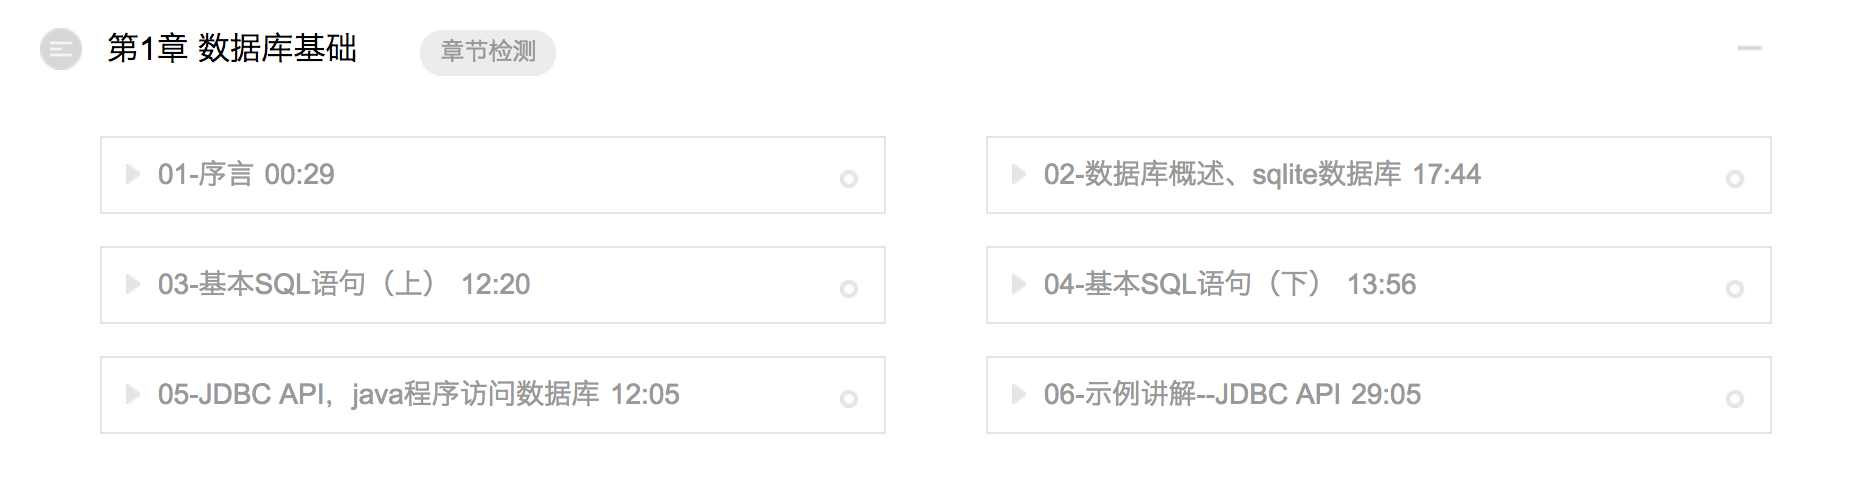 第1章 数据库基础
章节检测
01-序言 00:29
02-数据库概述、sqlite数据库 17:44
03-基本SQL语句（上） 12:20
04-基本SQL语句（下） 13:56
05-JDBC API，java程序访问数据库 12:05
06-示例讲解--JDBC API 29:05